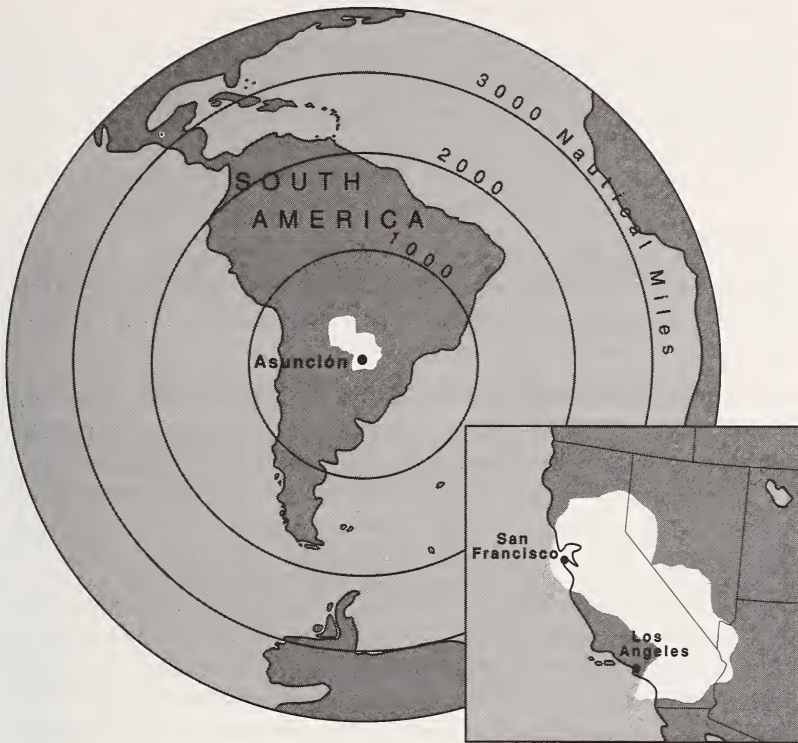 3000 Nautical Miles
2000
SOUTH
AMERICA
1000
Asunción
San
Francisco
Los
Angeles